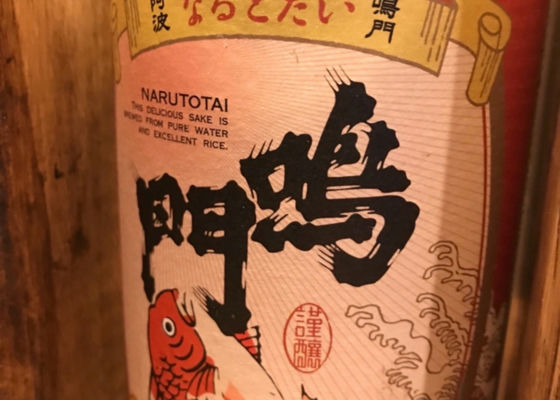 阿波
なるとたい
鳴門
NARUTOTAI
THIS DELICIOUS SAKE IS
BREWED FROM PURE WATER
AND EXCELLENT RICE.
鳴門
謹醸